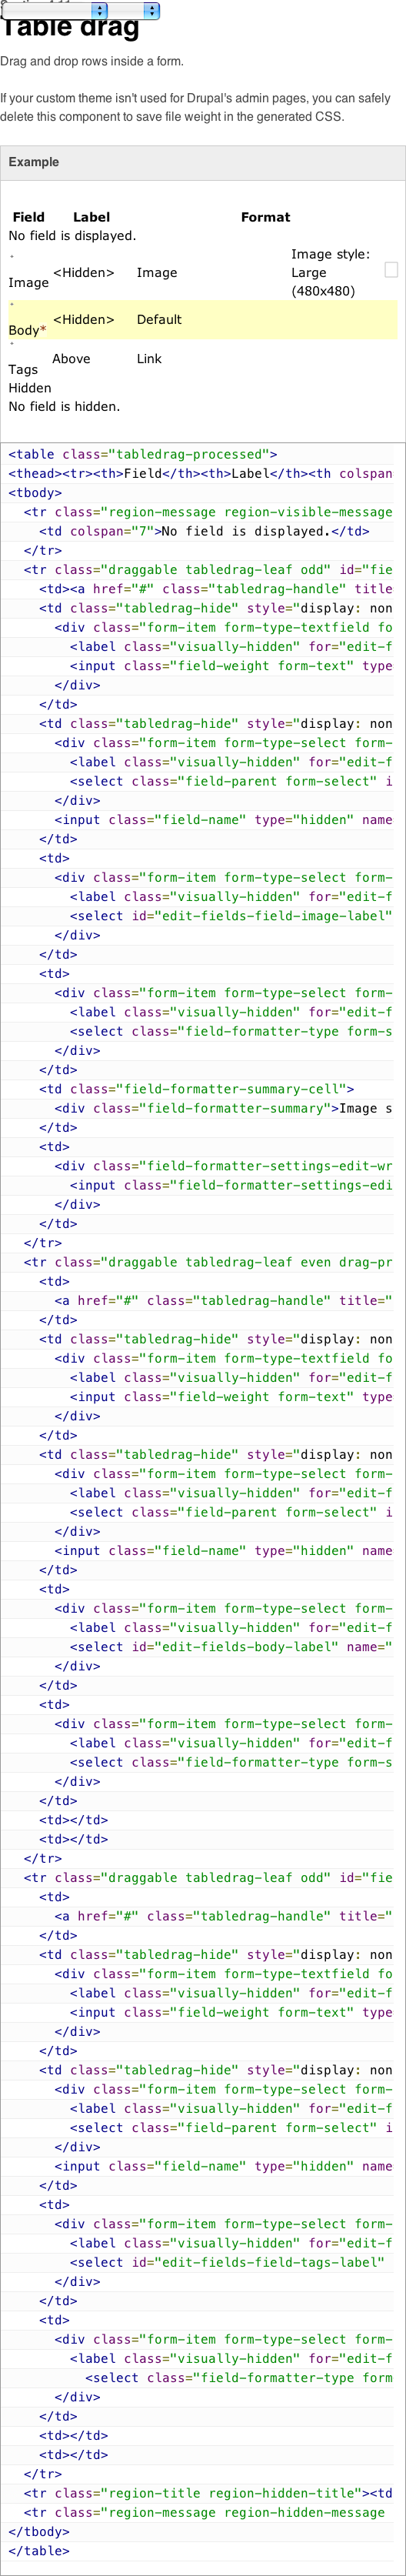 Table drag
Drag and drop rows inside a form.
If your custom theme isn't used for Drupal's admin pages, you can safely
delete this component to save file weight in the generated CSS.
Example
Field Label Format
No field is displayed.
Image <Hidden> Image Image style: Large (480x480)
Body* <Hidden> Default
Tags Above Link
Hidden
No field is hidden.
<table class="tabledrag-processed">
<thead><tr><th>Field</th><th>Label</th><th colspan
<tbody>
<tr class="region-message region-visible-message
<td colspan="7">No field is displayed.</td>
</tr>
<tr class="draggable tabledrag-leaf odd" id="fie
<td><a href="#" class="tabledrag-handle" title
<td class="tabledrag-hide" style="display: non
<div class="form-item form-type-textfield fo
<label class="visually-hidden" for="edit-f
<input class="field-weight form-text" type
</div>
</td>
<td class="tabledrag-hide" style="display: non
<div class="form-item form-type-select form-
<label class="visually-hidden" for="edit-f
<select class="field-parent form-select" i
</div>
<input class="field-name" type="hidden" name
</td>
<td>
<div class="form-item form-type-select form-
<label class="visually-hidden" for="edit-f
<select id="edit-fields-field-image-label"
</div>
</td>
<td>
<div class="form-item form-type-select form-
<label class="visually-hidden" for="edit-f
<select class="field-formatter-type form-s
</div>
</td>
<td class="field-formatter-summary-cell">
<div class="field-formatter-summary">Image s
</td>
<td>
<div class="field-formatter-settings-edit-wr
<input class="field-formatter-settings-edi
</div>
</td>
</tr>
<tr class="draggable tabledrag-leaf even drag-pr
<td>
<a href="#" class="tabledrag-handle" title="
</td>
<td class="tabledrag-hide" style="display: non
<div class="form-item form-type-textfield fo
<label class="visually-hidden" for="edit-f
<input class="field-weight form-text" type
</div>
</td>
<td class="tabledrag-hide" style="display: non
<div class="form-item form-type-select form-
<label class="visually-hidden" for="edit-f
<select class="field-parent form-select" i
</div>
<input class="field-name" type="hidden" name
</td>
<td>
<div class="form-item form-type-select form-
<label class="visually-hidden" for="edit-f
<select id="edit-fields-body-label" name="
</div>
</td>
<td>
<div class="form-item form-type-select form-
<label class="visually-hidden" for="edit-f
<select class="field-formatter-type form-s
</div>
</td>
<td></td>
<td></td>
</tr>
<tr class="draggable tabledrag-leaf odd" id="fie
<td>
<a href="#" class="tabledrag-handle" title="
</td>
<td class="tabledrag-hide" style="display: non
<div class="form-item form-type-textfield fo
<label class="visually-hidden" for="edit-f
<input class="field-weight form-text" type
</div>
</td>
<td class="tabledrag-hide" style="display: non
<div class="form-item form-type-select form-
<label class="visually-hidden" for="edit-f
<select class="field-parent form-select" i
</div>
<input class="field-name" type="hidden" name
</td>
<td>
<div class="form-item form-type-select form-
<label class="visually-hidden" for="edit-f
<select id="edit-fields-field-tags-label"
</div>
</td>
<td>
<div class="form-item form-type-select form-
<label class="visually-hidden" for="edit-f
<select class="field-formatter-type form
</div>
</td>
<td></td>
<td></td>
</tr>
<tr class="region-title region-hidden-title"><td
<tr class="region-message region-hidden-message
</tbody>
</table>